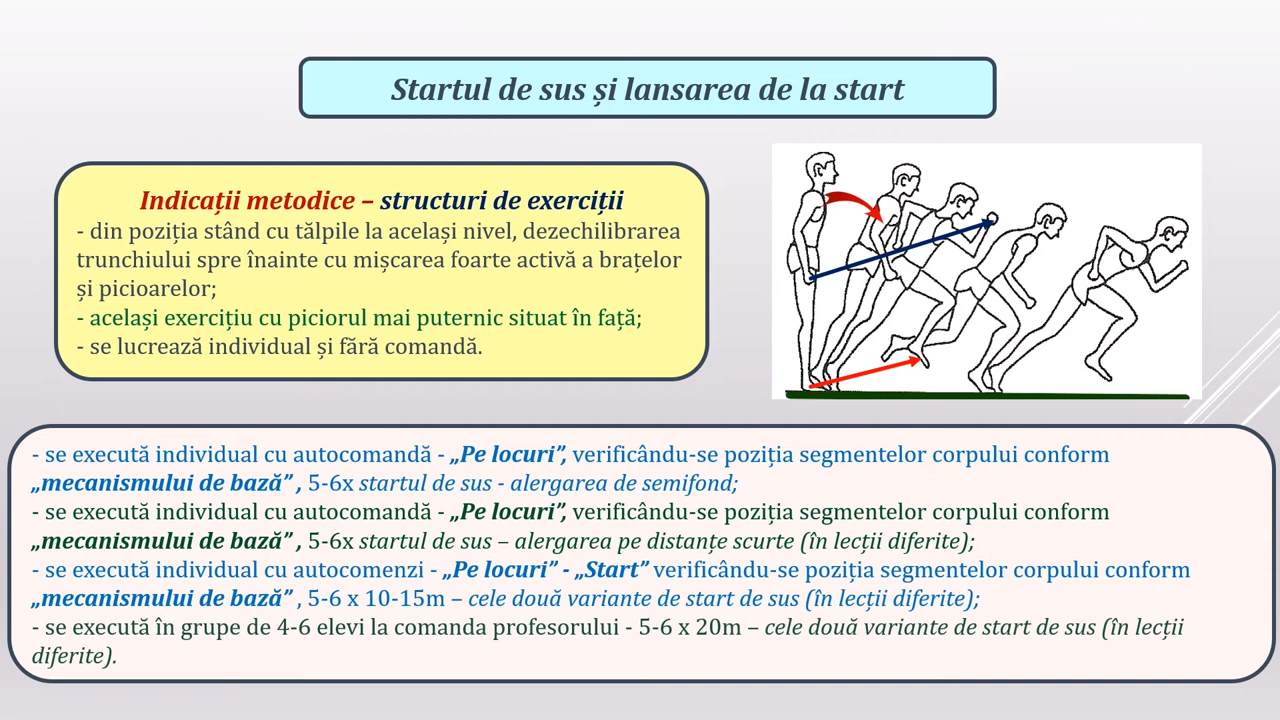 Startul de sus și lansarea de la start
Indicații metodice – structuri de exerciții
- din poziția stând cu tălpile la același nivel, dezechilibrarea
trunchiului spre înainte cu mișcarea foarte activă a brațelor
și picioarelor;
- același exercițiu cu piciorul mai puternic situat în față;
- se lucrează individual și fără comandă.
- se execută individual cu autocomandă - „Pe locuri”, verificându-se poziția segmentelor corpului conform
„mecanismului de bază” , 5-6x startul de sus - alergarea de semifond;
- se execută individual cu autocomandă - „Pe locuri”, verificându-se poziția segmentelor corpului conform
„mecanismului de bază” , 5-6x startul de sus – alergarea pe distanțe scurte (în lecții diferite);
- se execută individual cu autocomenzi - „Pe locuri” - „Start” verificându-se poziția segmentelor corpului conform
„mecanismului de bază” , 5-6 x 10-15m – cele două variante de start de sus (în lecții diferite);
- se execută în grupe de 4-6 elevi la comanda profesorului - 5-6 x 20m – cele două variante de start de sus (în lecții
diferite).